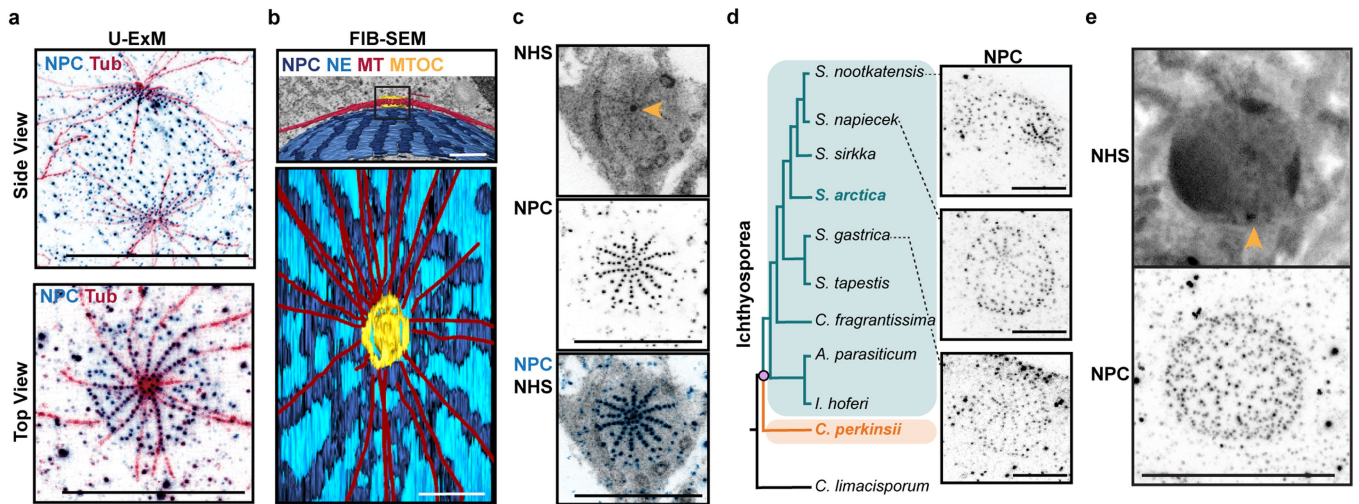 a
U-ExM
Side View
NPC Tub
Top View
NPC Tub
b
FIB-SEM
NPC NE MT MTOC
c
NHS
NPC
NPC
NHS
d
Ichthyosporea
S. nootkatensis
S. napiecek
S. sirkka
S. arctica
S. gastrica
S. tapestis
C. fragrantissima
A. parasiticum
I. hoferi
C. perkinsii
C. limacisporum
NPC
e
NHS
NPC